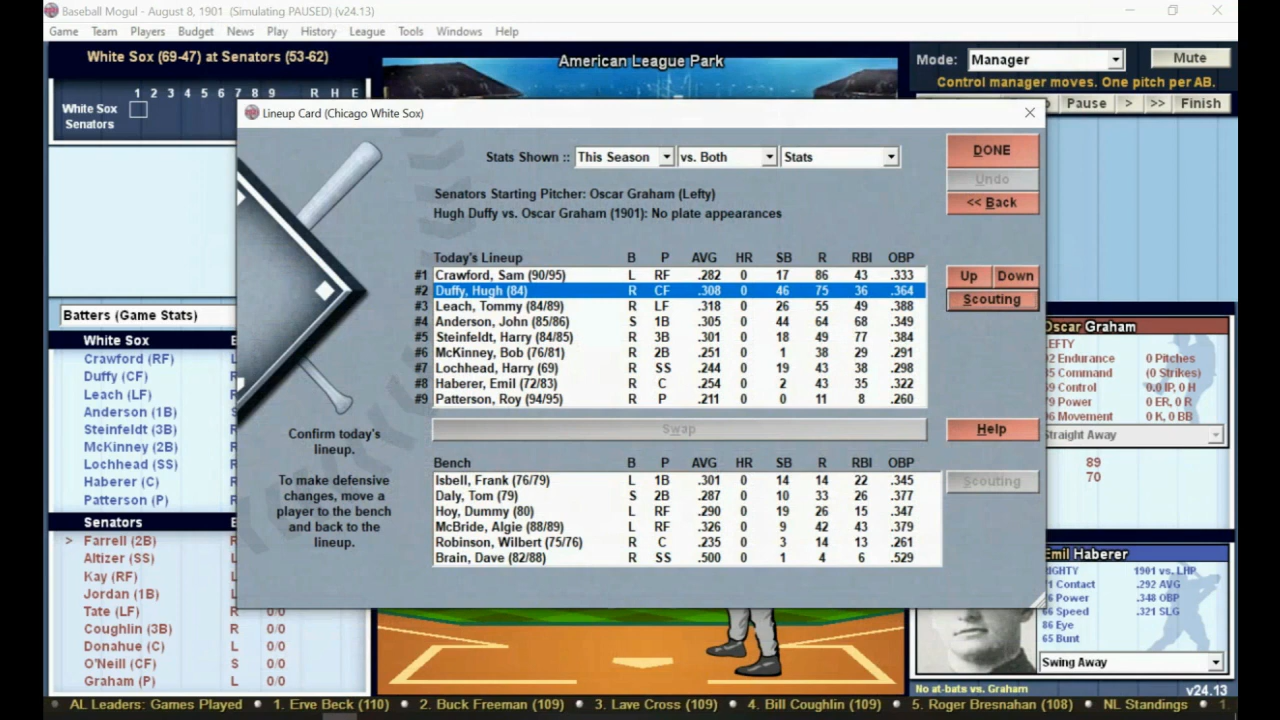 Baseball Mogul - August 8, 1901 (Simulating PAUSED) (v24.13)
Game Team Players Budget News Play History League Tools Windows Help
White Sox (69-47) at Senators (53-62)
American League Park
Mode: Manager Mute
Control manager moves. One pitch per AB.
1 2 3 4 5 6 7 8 9 R H E
White Sox
Senators
Pause > >> Finish
Lineup Card (Chicago White Sox)
Stats Shown :: This Season vs. Both Stats
DONE
Undo
<< Back
Senators Starting Pitcher: Oscar Graham (Lefty)
Hugh Duffy vs. Oscar Graham (1901): No plate appearances
Today's Lineup B P AVG HR SB R RBI OBP
#1 Crawford, Sam (90/95) L RF .282 0 17 86 43 .333
#2 Duffy, Hugh (84) R CF .308 0 46 75 36 .364
#3 Leach, Tommy (84/89) R LF .318 0 26 55 49 .388
#4 Anderson, John (85/86) S 1B .305 0 44 64 68 .349
#5 Steinfeldt, Harry (84/85) R 3B .301 0 18 49 77 .384
#6 McKinney, Bob (76/81) R 2B .251 0 1 38 29 .291
#7 Lochhead, Harry (69) R SS .244 0 19 43 38 .298
#8 Haberer, Emil (72/83) R C .254 0 2 43 35 .322
#9 Patterson, Roy (94/95) R P .211 0 0 11 8 .260
Up Down
Scouting
Swap
Help
Confirm today's
lineup.
To make defensive
changes, move a
player to the bench
and back to the
lineup.
Bench B P AVG HR SB R RBI OBP
Isbell, Frank (76/79) L 1B .301 0 14 14 22 .345
Daly, Tom (79) S 2B .287 0 10 33 26 .377
Hoy, Dummy (80) L RF .290 0 19 26 15 .347
McBride, Algie (88/89) L RF .326 0 9 42 43 .379
Robinson, Wilbert (75/76) R C .235 0 3 14 13 .261
Brain, Dave (82/88) R SS .500 0 1 4 6 .529
Scouting
Batters (Game Stats)
White Sox
Crawford (RF) L
Duffy (CF) R
Leach (LF) R
Anderson (1B) S
Steinfeldt (3B) R
McKinney (2B) R
Lochhead (SS) R
Haberer (C) R
Patterson (P) R
Senators
> Farrell (2B) R
Altizer (SS) L
Kay (RF) L
Jordan (1B) L
Tate (LF) R 0/0
Coughlin (3B) R 0/0
Donahue (C) L 0/0
O'Neill (CF) S 0/0
Graham (P) L 0/0
Oscar Graham
LEFTY
Endurance 0 Pitches
Command (0 Strikes)
Control 0.0 IP, 0 H
Power 0 ER, 0 R
Movement 0 K, 0 BB
Straight Away
89
70
Emil Haberer
RIGHTY 1901 vs. LHP
Contact .292 AVG
Power .348 OBP
66 Speed .321 SLG
86 Eye
65 Bunt
Swing Away
No at-bats vs. Graham
v24.13
AL Leaders: Games Played 1. Erve Beck (110) 2. Buck Freeman (109) 3. Lave Cross (109) 4. Bill Coughlin (109) 5. Roger Bresnahan (108) NL Standings 1.